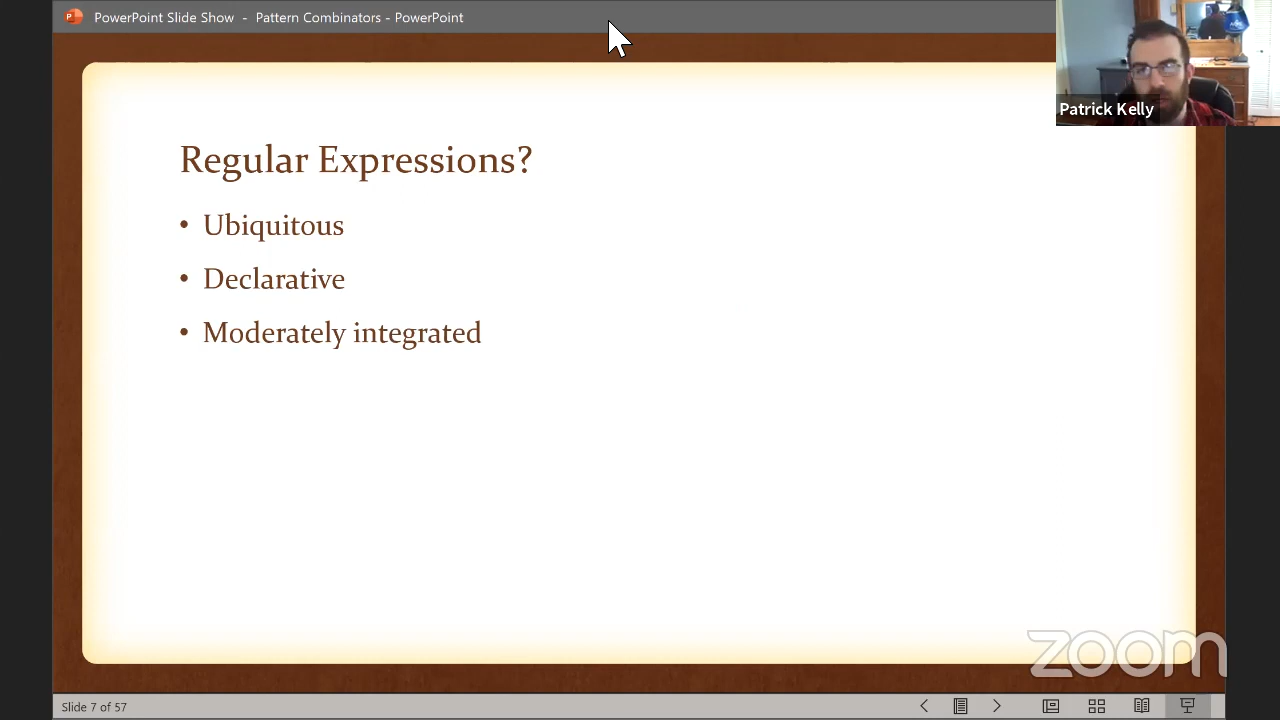 PowerPoint Slide Show - Pattern Combinators - PowerPoint
Patrick Kelly
Regular Expressions?
• Ubiquitous
• Declarative
• Moderately integrated
zoom
Slide 7 of 57